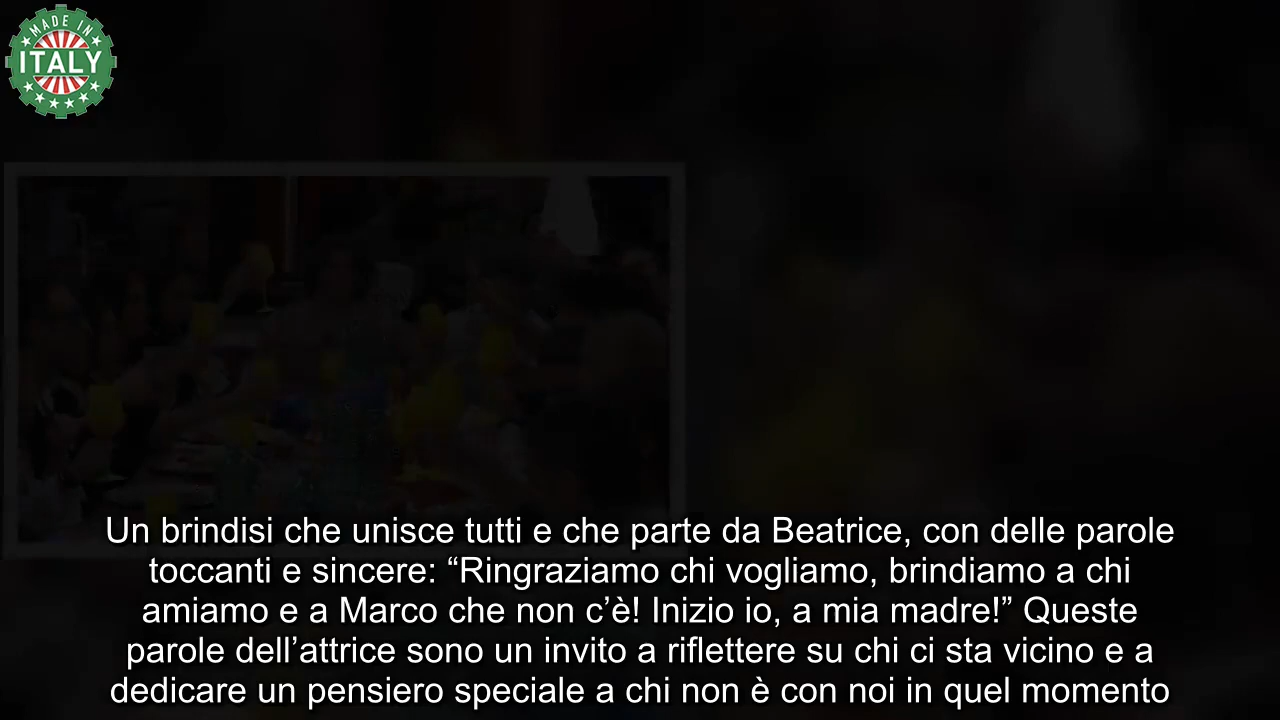 MADE IN
ITALY
Un brindisi che unisce tutti e che parte da Beatrice, con delle parole
toccanti e sincere: “Ringraziamo chi vogliamo, brindiamo a chi
amiamo e a Marco che non c’è! Inizio io, a mia madre!” Queste
parole dell’attrice sono un invito a riflettere su chi ci sta vicino e a
dedicare un pensiero speciale a chi non è con noi in quel momento